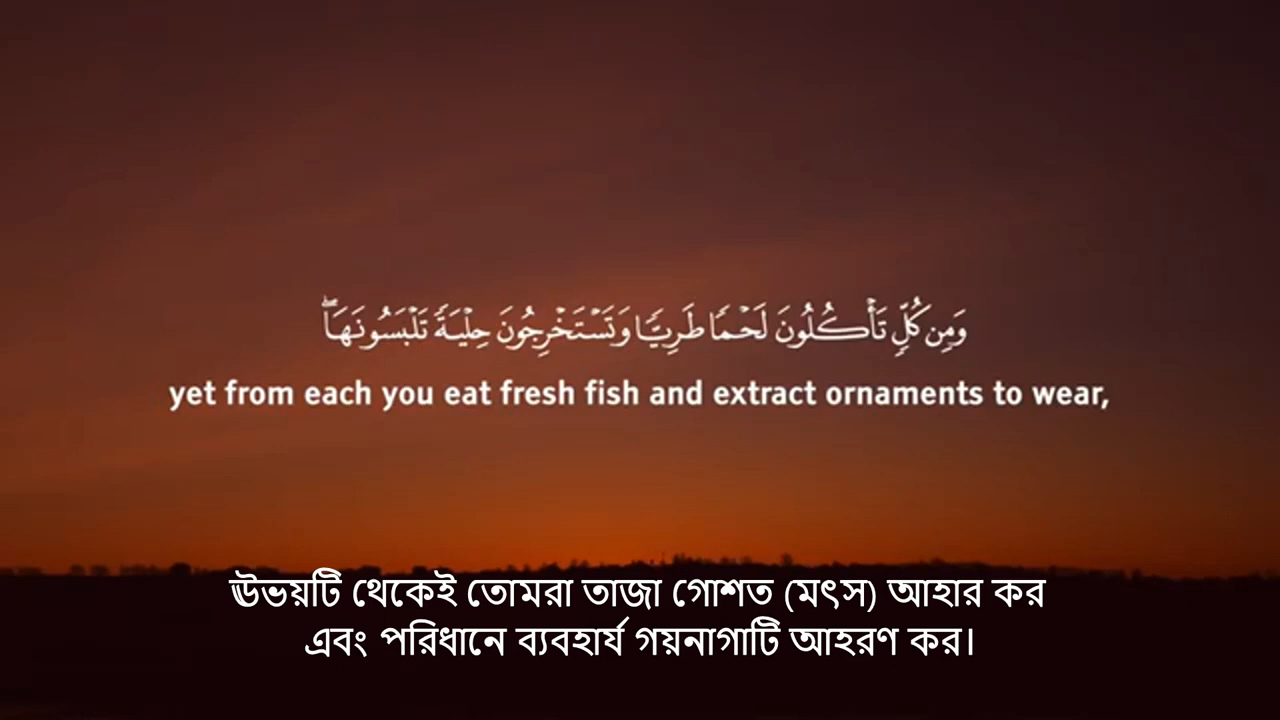 وَمِن كُلٍّ تَأْكُلُونَ لَحْمًا طَرِيًّا وَتَسْتَخْرِجُونَ حِلْيَةً تَلْبَسُونَهَا ۖ
yet from each you eat fresh fish and extract ornaments to wear,
ঊভয়টি থেকেই তোমরা তাজা গোশত (মৎস) আহার কর
এবং পরিধানে ব্যবহার্য গয়নাগাটি আহরণ কর।